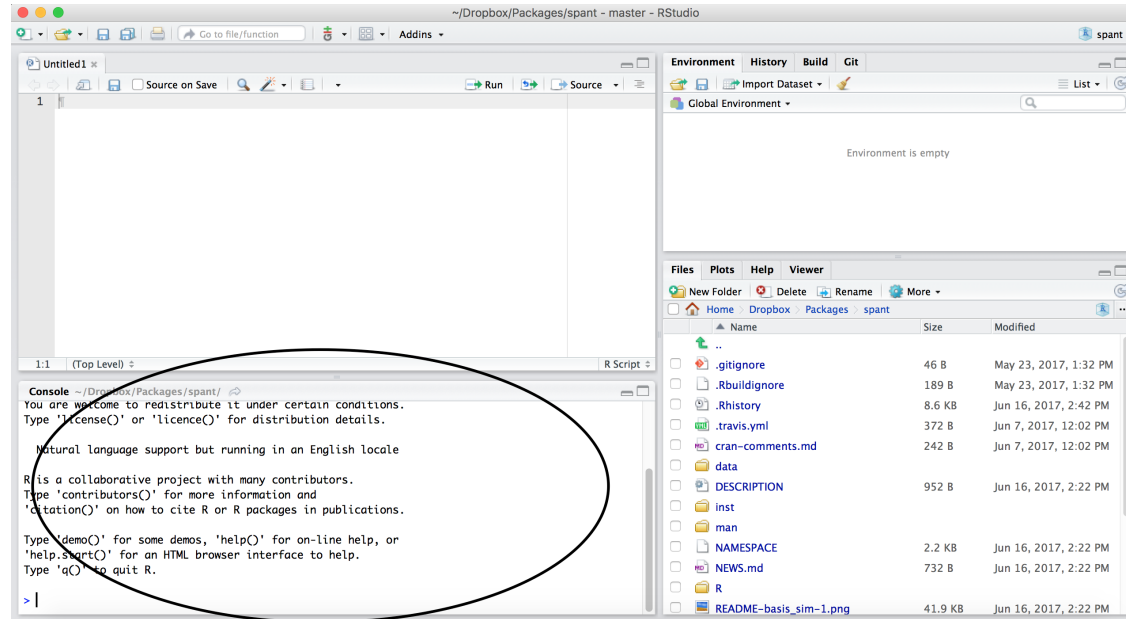 ~/Dropbox/Packages/spant - master - RStudio
Go to file/function Addins spant
Untitled1
Source on Save Run Source
1
1:1 (Top Level) R Script
Console ~/Dropbox/Packages/spant/
You are welcome to redistribute it under certain conditions.
Type 'license()' or 'licence()' for distribution details.
Natural language support but running in an English locale
R is a collaborative project with many contributors.
Type 'contributors()' for more information and
'citation()' on how to cite R or R packages in publications.
Type 'demo()' for some demos, 'help()' for on-line help, or
'help.start()' for an HTML browser interface to help.
Type 'q()' to quit R.
>
Environment History Build Git
Import Dataset List
Global Environment
Environment is empty
Files Plots Help Viewer
New Folder Delete Rename More
Home Dropbox Packages spant
Name Size Modified
..
.gitignore 46 B May 23, 2017, 1:32 PM
.Rbuildignore 189 B May 23, 2017, 1:32 PM
.Rhistory 8.6 KB Jun 16, 2017, 2:42 PM
.travis.yml 372 B Jun 7, 2017, 12:02 PM
cran-comments.md 242 B Jun 7, 2017, 12:02 PM
data
DESCRIPTION 952 B Jun 16, 2017, 2:22 PM
inst
man
NAMESPACE 2.2 KB Jun 16, 2017, 2:22 PM
NEWS.md 732 B Jun 16, 2017, 2:22 PM
R
README-basis_sim-1.png 41.9 KB Jun 16, 2017, 2:22 PM